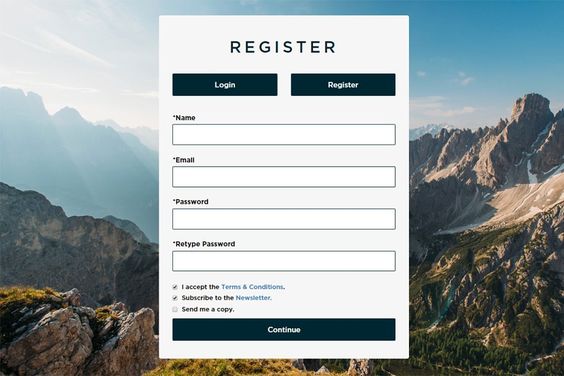 REGISTER
Login Register
*Name
*Email
*Password
*Retype Password
I accept the Terms & Conditions.
Subscribe to the Newsletter.
Send me a copy.
Continue